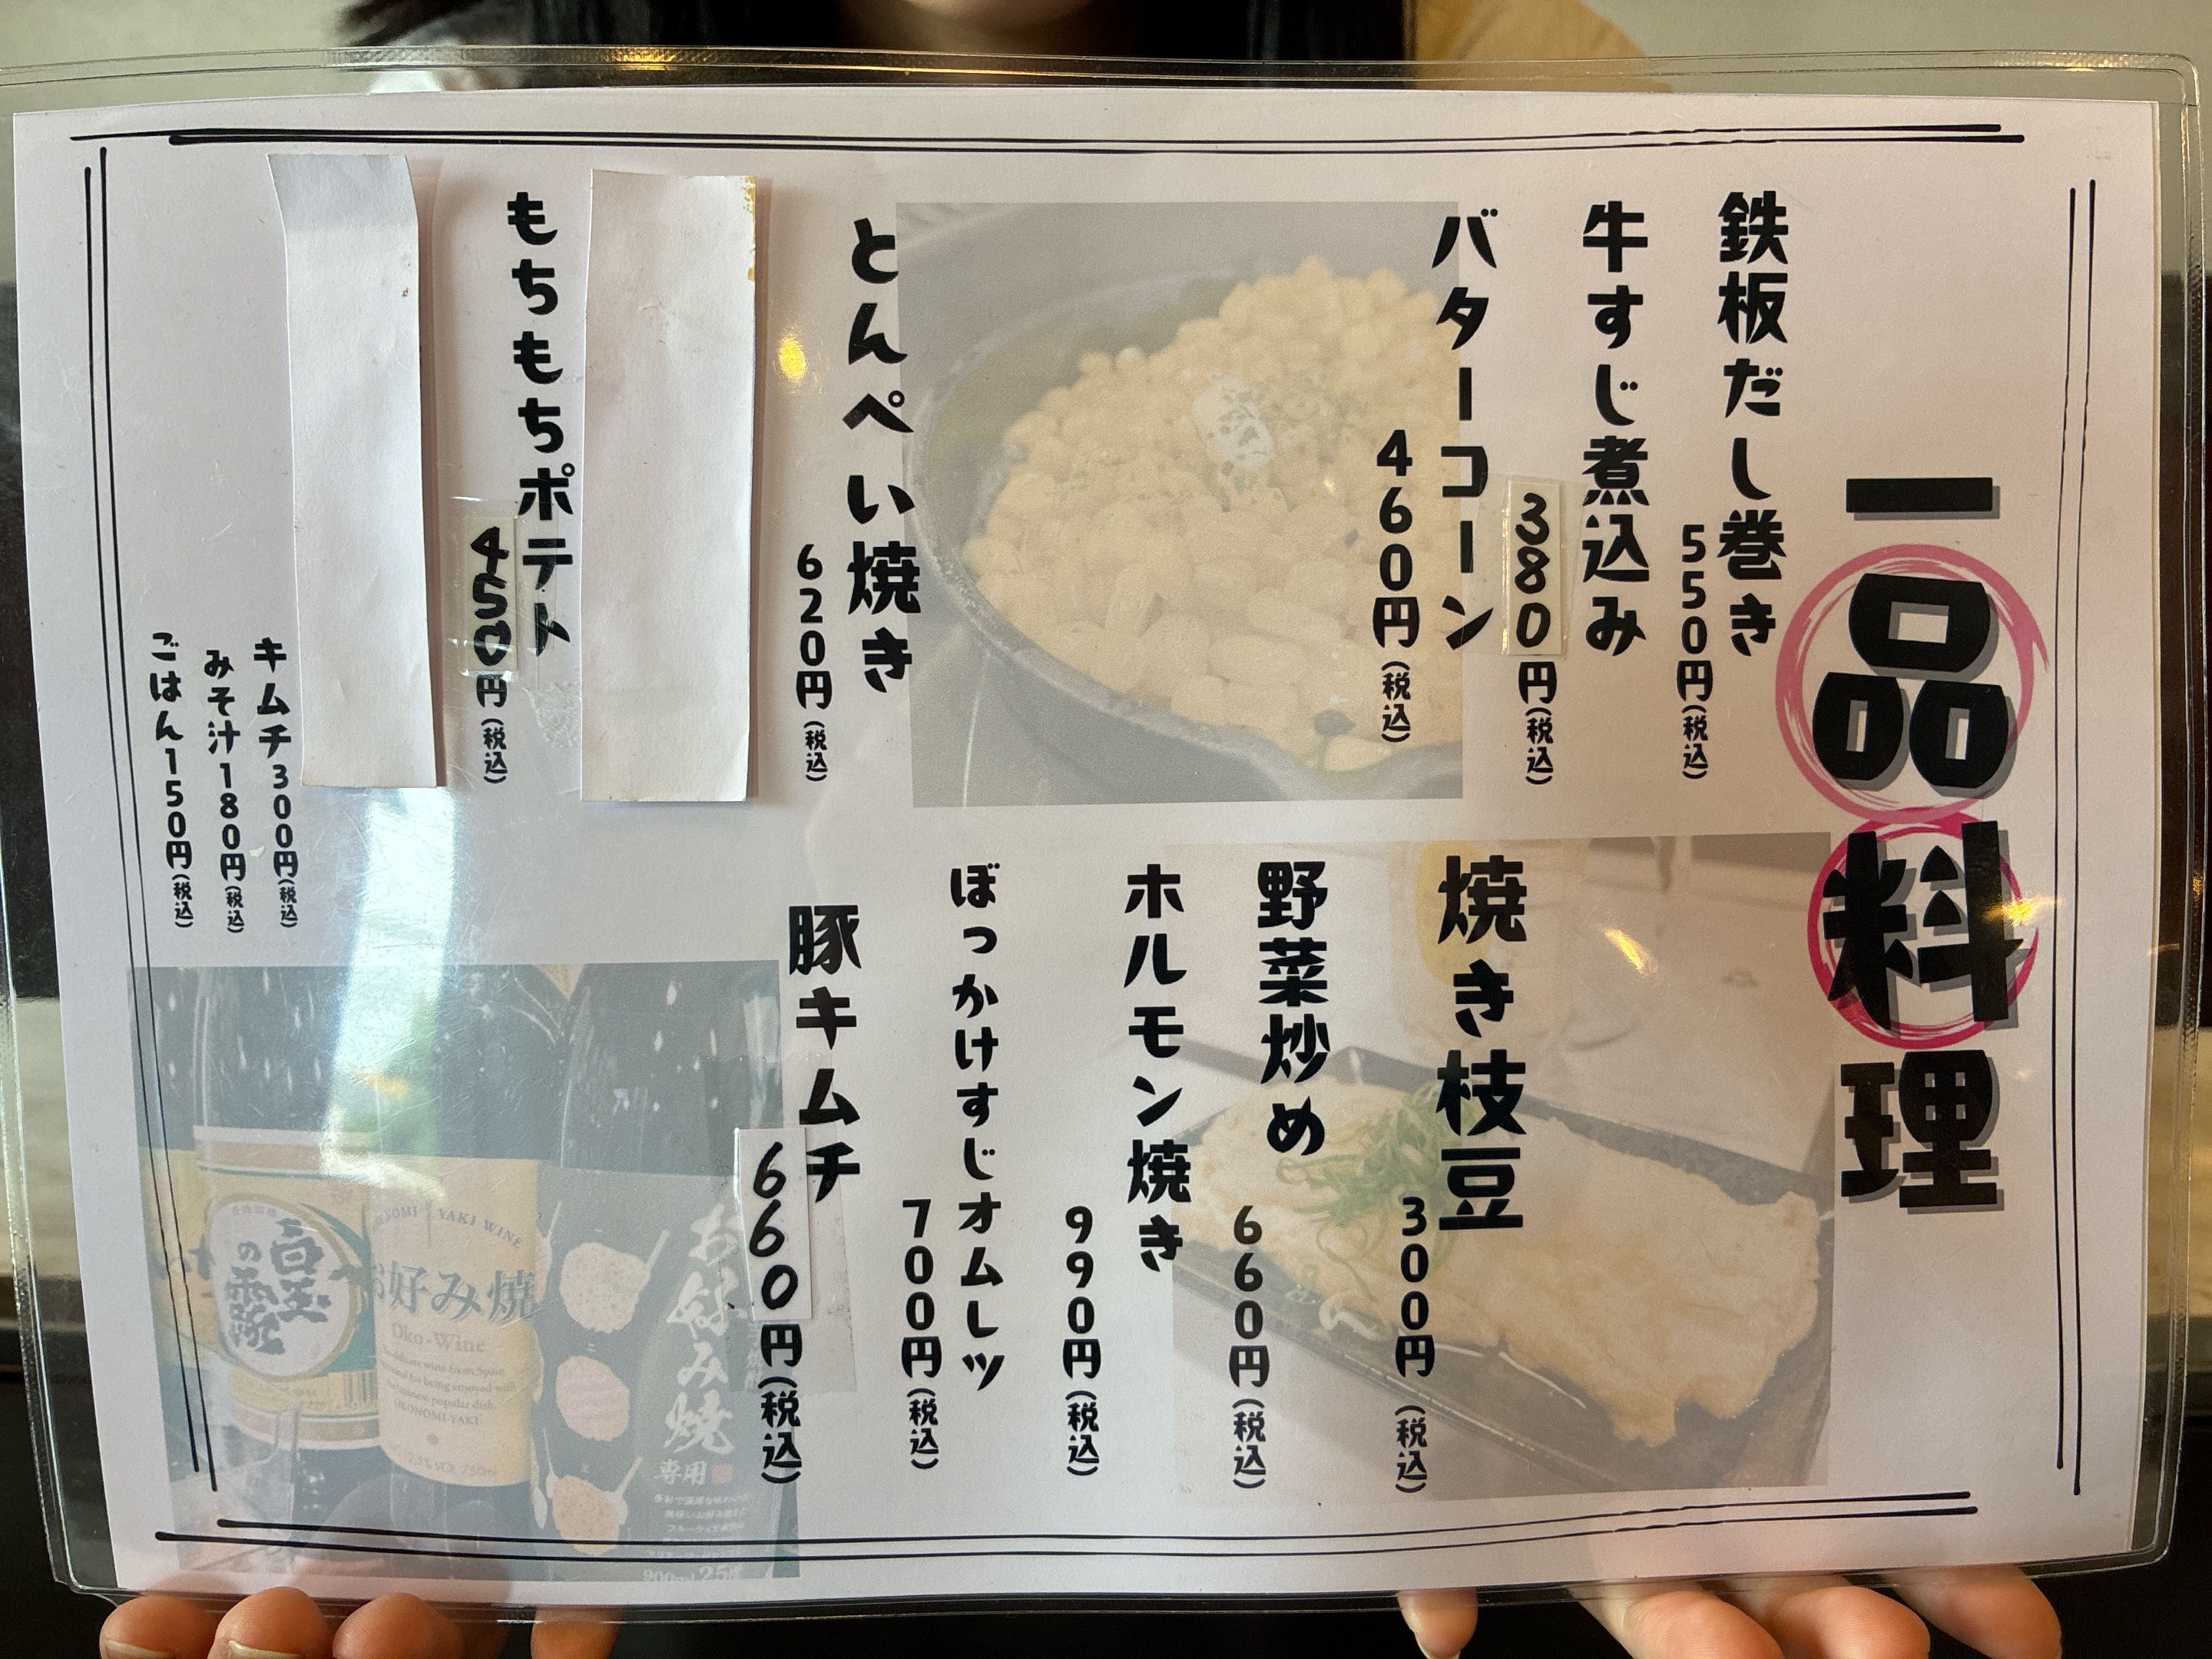 一品料理
鉄板だし巻き
550円(税込)
牛すじ煮込み
380円(税込)
バターコーン
460円(税込)
とんぺい焼き
620円(税込)
もちもちポテト
450円(税込)
キムチ300円(税込)
みそ汁180円(税込)
ごはん150円(税込)
焼き枝豆
300円(税込)
野菜炒め
660円(税込)
ホルモン焼き
990円(税込)
ぼっかけすじオムレツ
700円(税込)
豚キムチ
660円(税込)
お好み焼
専用
YAKI WINE
お好み焼
Oko-Wine
OKONOMI-YAKI
白玉
の露